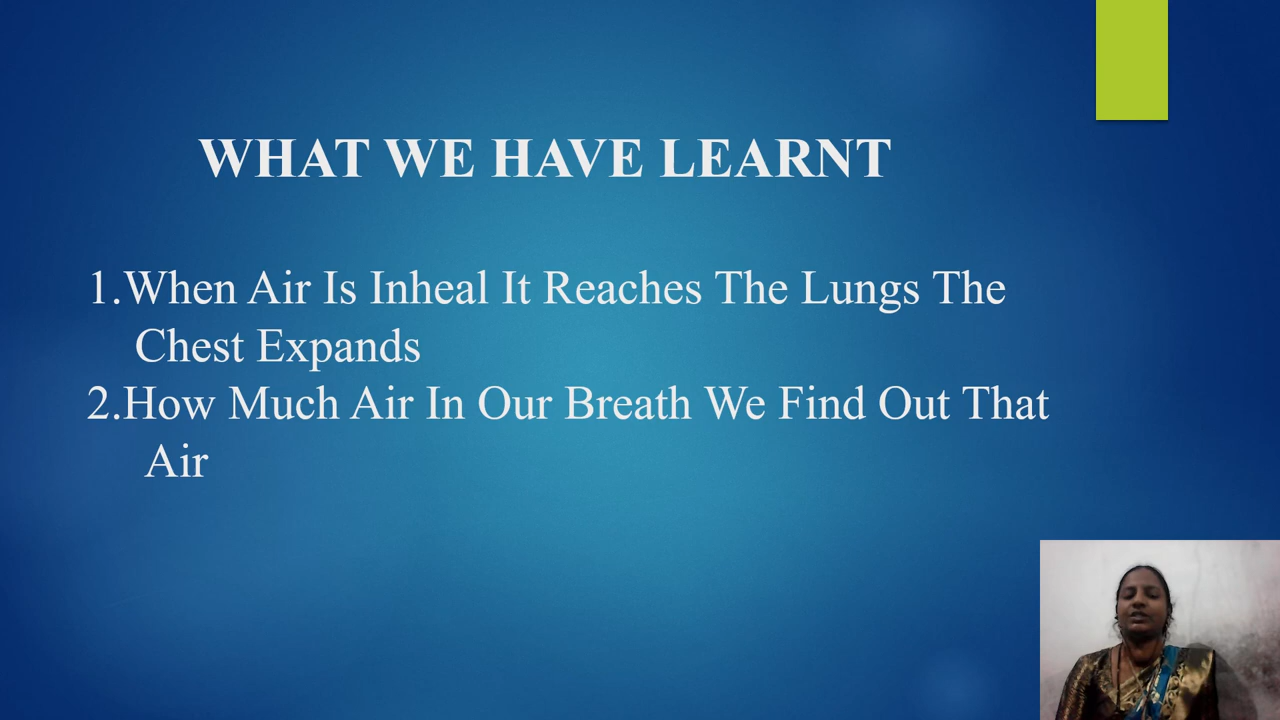 WHAT WE HAVE LEARNT
1.When Air Is Inheal It Reaches The Lungs The
Chest Expands
2.How Much Air In Our Breath We Find Out That
Air